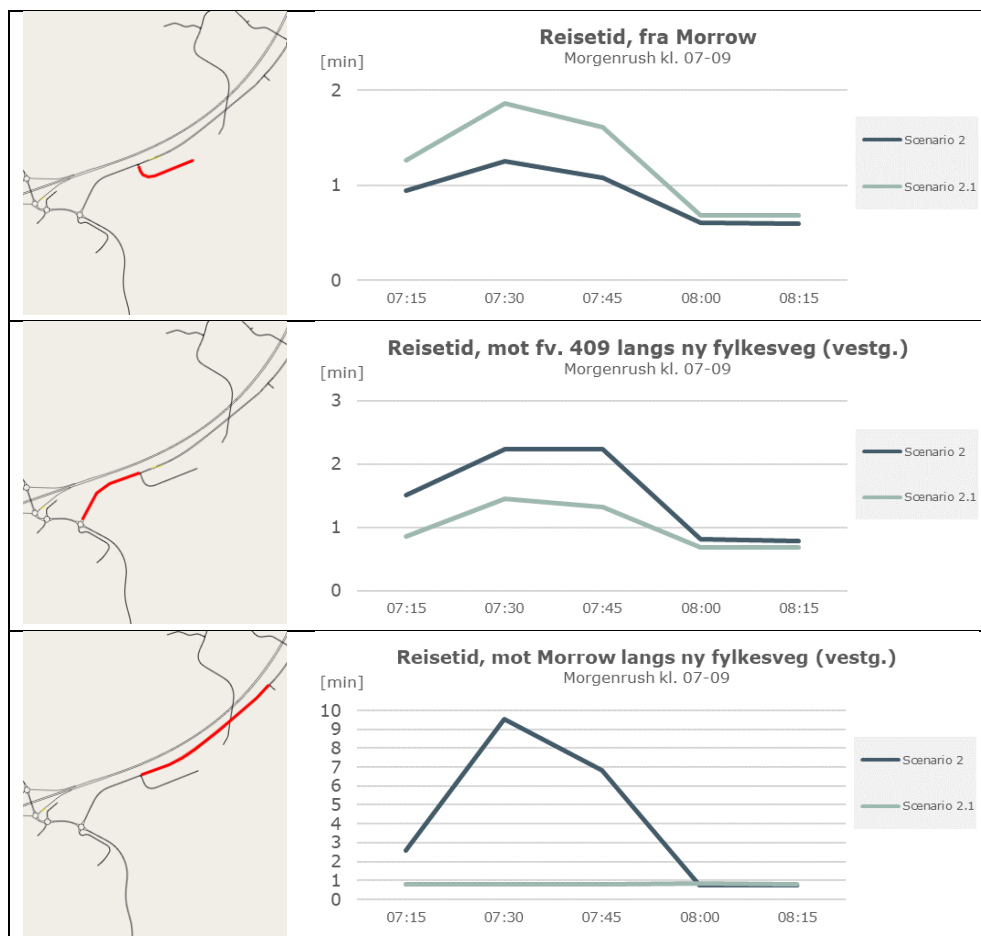 Reisetid, fra Morrow
Morgenrush kl. 07-09
[min]
2
1
0
07:15 07:30 07:45 08:00 08:15
Scenario 2
Scenario 2.1
Reisetid, mot fv. 409 langs ny fylkesveg (vestg.)
Morgenrush kl. 07-09
[min]
3
2
1
0
07:15 07:30 07:45 08:00 08:15
Scenario 2
Scenario 2.1
Reisetid, mot Morrow langs ny fylkesveg (vestg.)
Morgenrush kl. 07-09
[min]
10
9
8
7
6
5
4
3
2
1
0
07:15 07:30 07:45 08:00 08:15
Scenario 2
Scenario 2.1